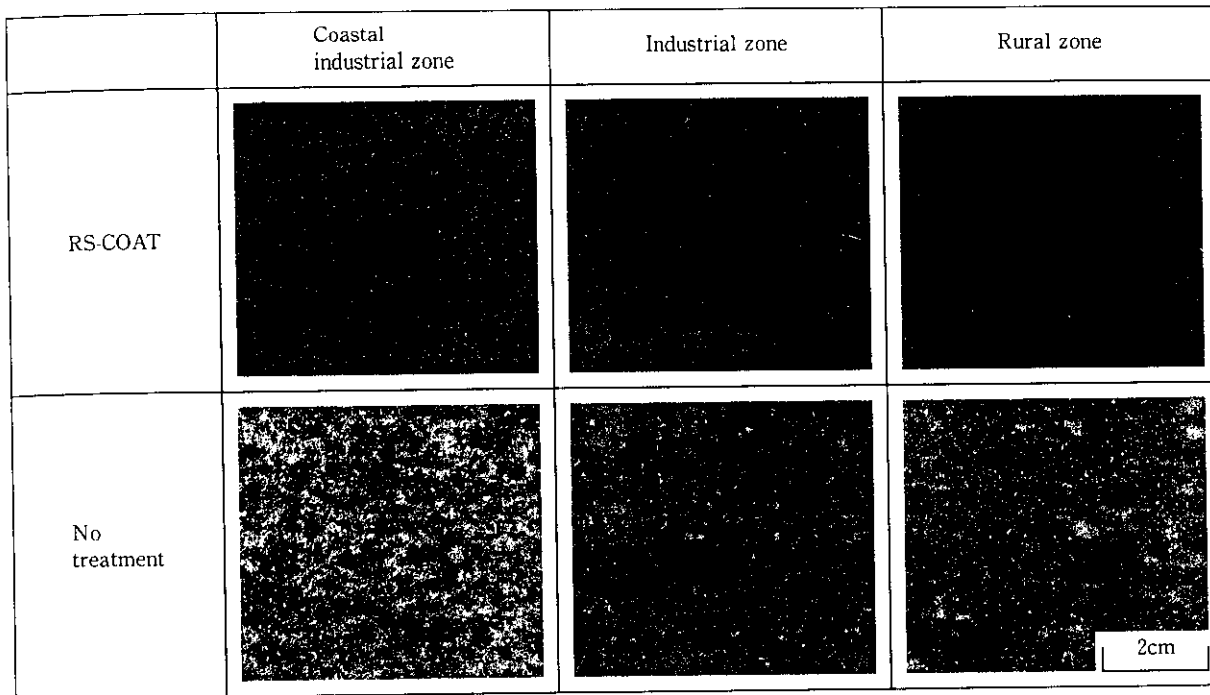 Coastal
industrial zone
Industrial zone
Rural zone
RS-COAT
No
treatment
2cm